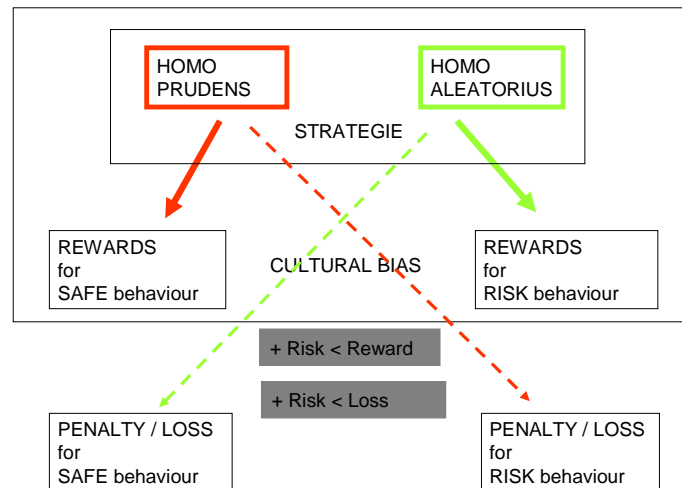 HOMO
PRUDENS
HOMO
ALEATORIUS
STRATEGIE
REWARDS
for
SAFE behaviour
CULTURAL BIAS
REWARDS
for
RISK behaviour
+ Risk < Reward
+ Risk < Loss
PENALTY / LOSS
for
SAFE behaviour
PENALTY / LOSS
for
RISK behaviour